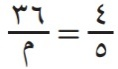 ٣٦/م = ٤/٥